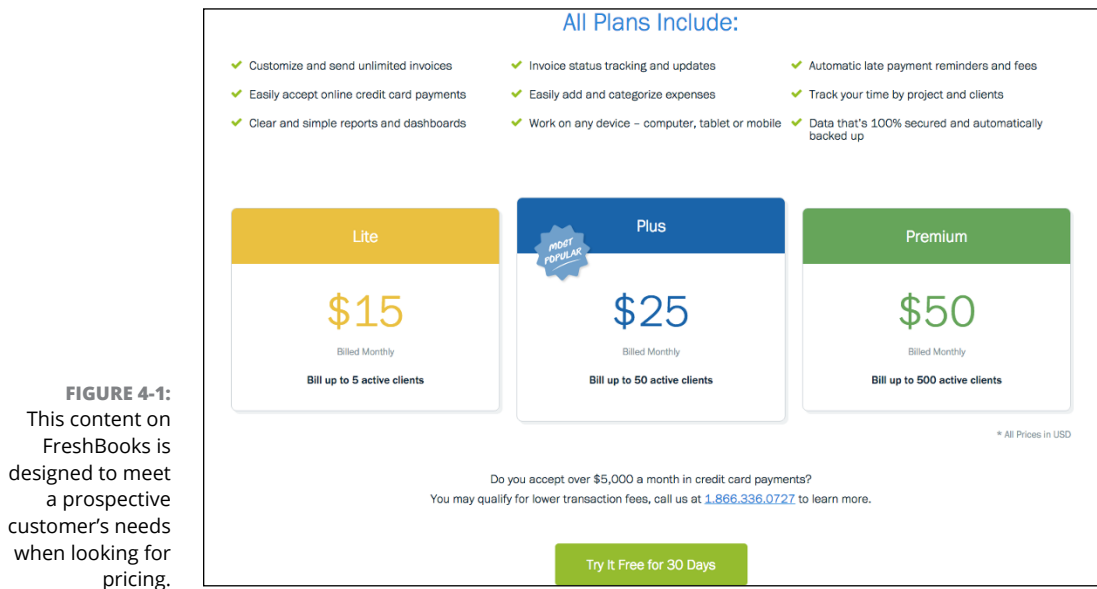 All Plans Include:
Customize and send unlimited invoices
Easily accept online credit card payments
Clear and simple reports and dashboards
Invoice status tracking and updates
Easily add and categorize expenses
Work on any device – computer, tablet or mobile
Automatic late payment reminders and fees
Track your time by project and clients
Data that's 100% secured and automatically
backed up
Lite
$15
Billed Monthly
Bill up to 5 active clients
MOST
POPULAR
Plus
$25
Billed Monthly
Bill up to 50 active clients
Premium
$50
Billed Monthly
Bill up to 500 active clients
* All Prices in USD
Do you accept over $5,000 a month in credit card payments?
You may qualify for lower transaction fees, call us at 1.866.336.0727 to learn more.
Try It Free for 30 Days
FIGURE 4-1:
This content on
FreshBooks is
designed to meet
a prospective
customer’s needs
when looking for
pricing.